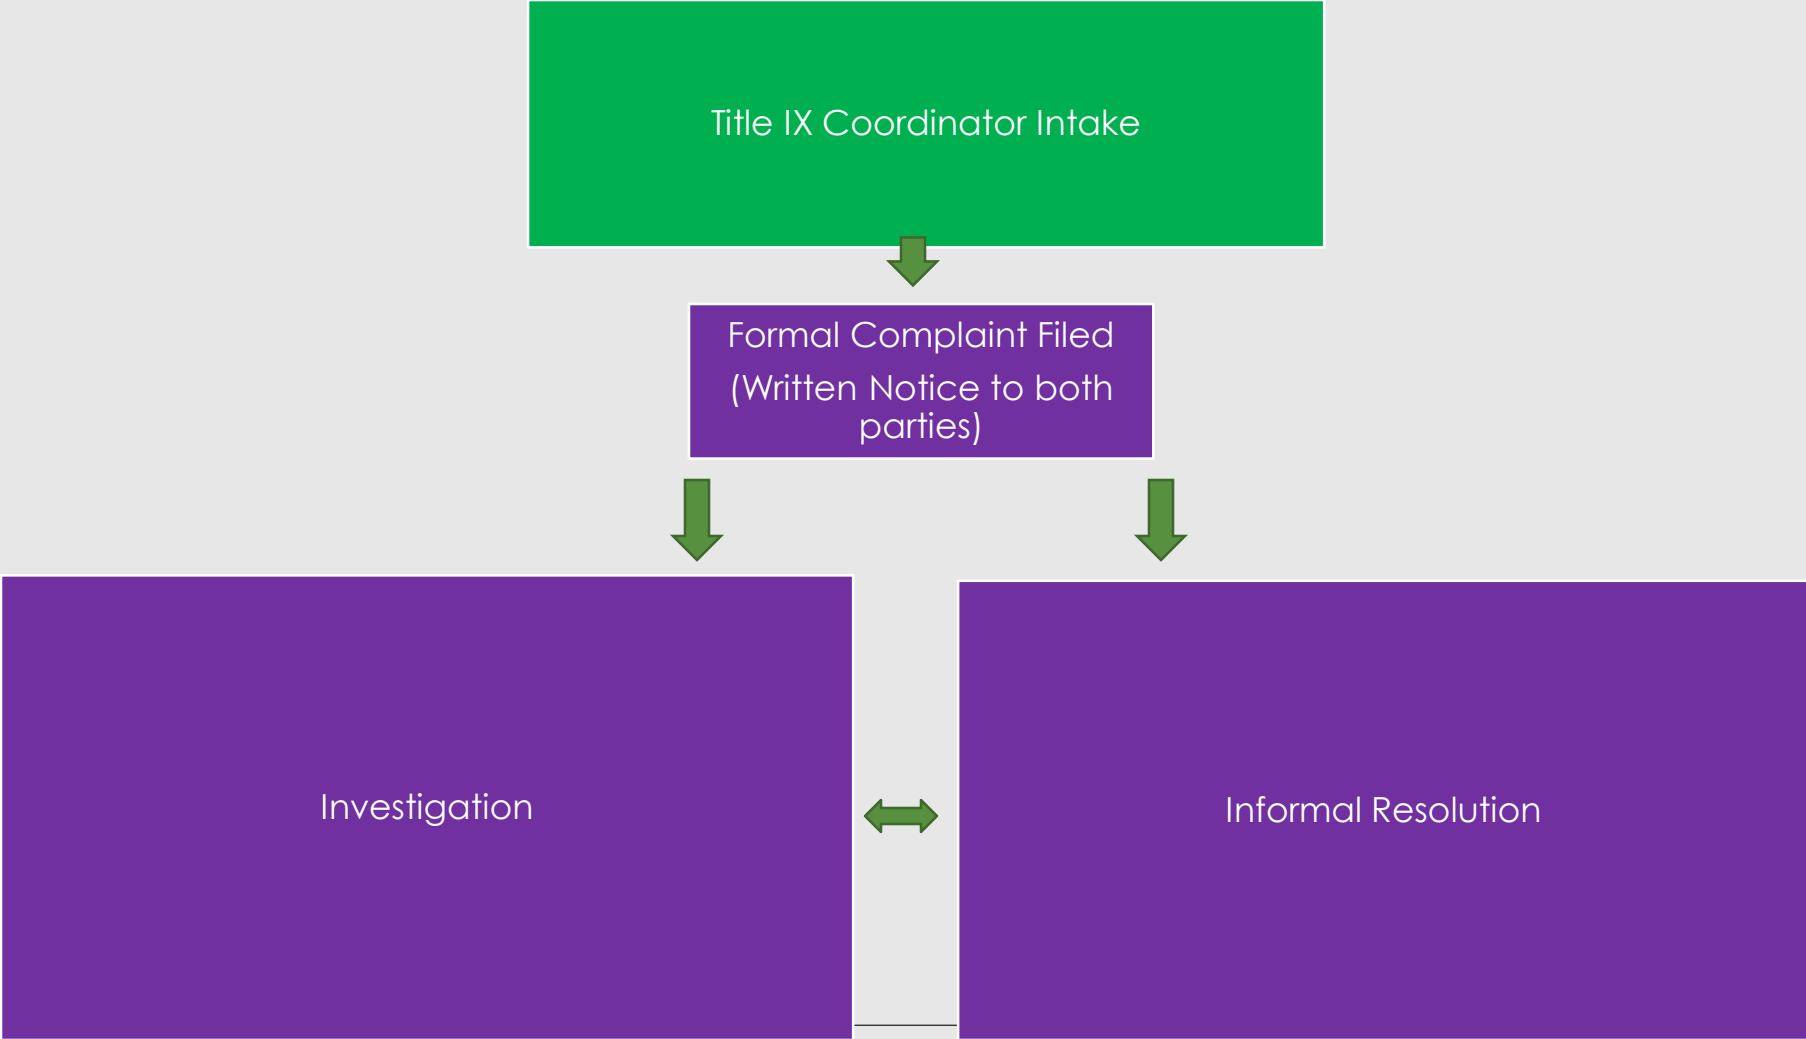 Title IX Coordinator Intake
Formal Complaint Filed
(Written Notice to both
parties)
Investigation
Informal Resolution